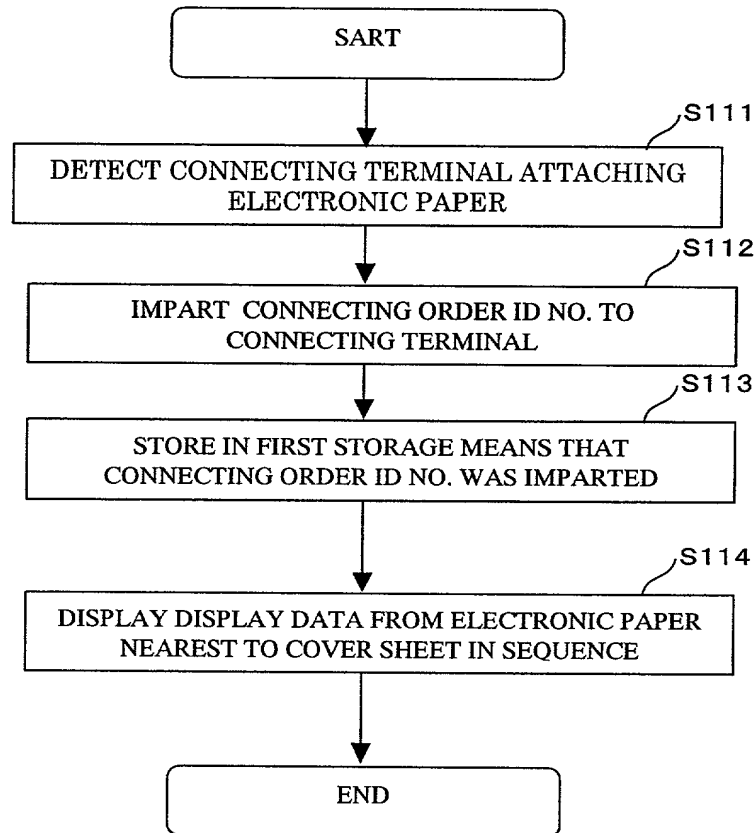 SART
S111
DETECT CONNECTING TERMINAL ATTACHING
ELECTRONIC PAPER
S112
IMPART CONNECTING ORDER ID NO. TO
CONNECTING TERMINAL
S113
STORE IN FIRST STORAGE MEANS THAT
CONNECTING ORDER ID NO. WAS IMPARTED
S114
DISPLAY DISPLAY DATA FROM ELECTRONIC PAPER
NEAREST TO COVER SHEET IN SEQUENCE
END